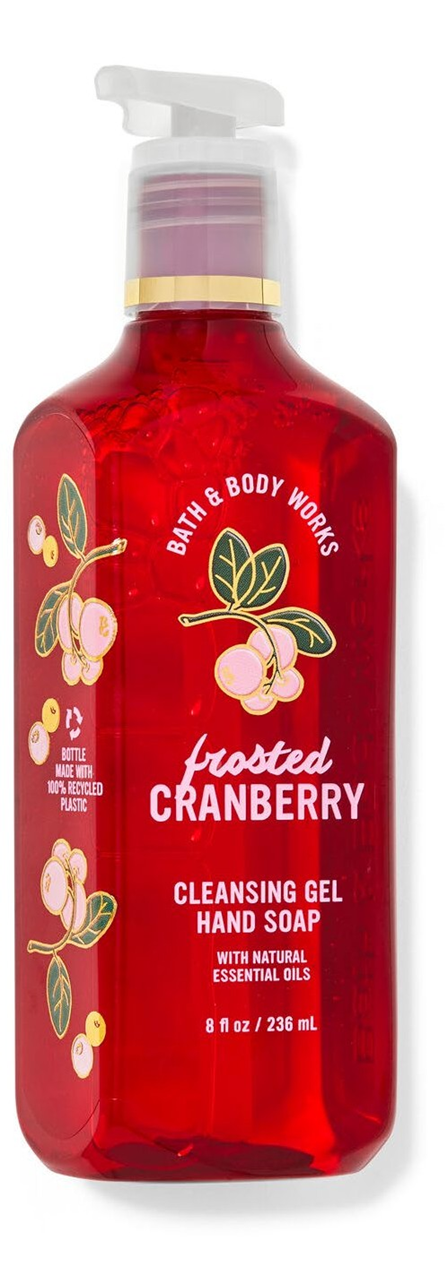 BATH & BODY WORKS
frosted
CRANBERRY
CLEANSING GEL
HAND SOAP
WITH NATURAL
ESSENTIAL OILS
8 fl oz / 236 mL
BOTTLE
MADE WITH
100% RECYCLED
PLASTIC